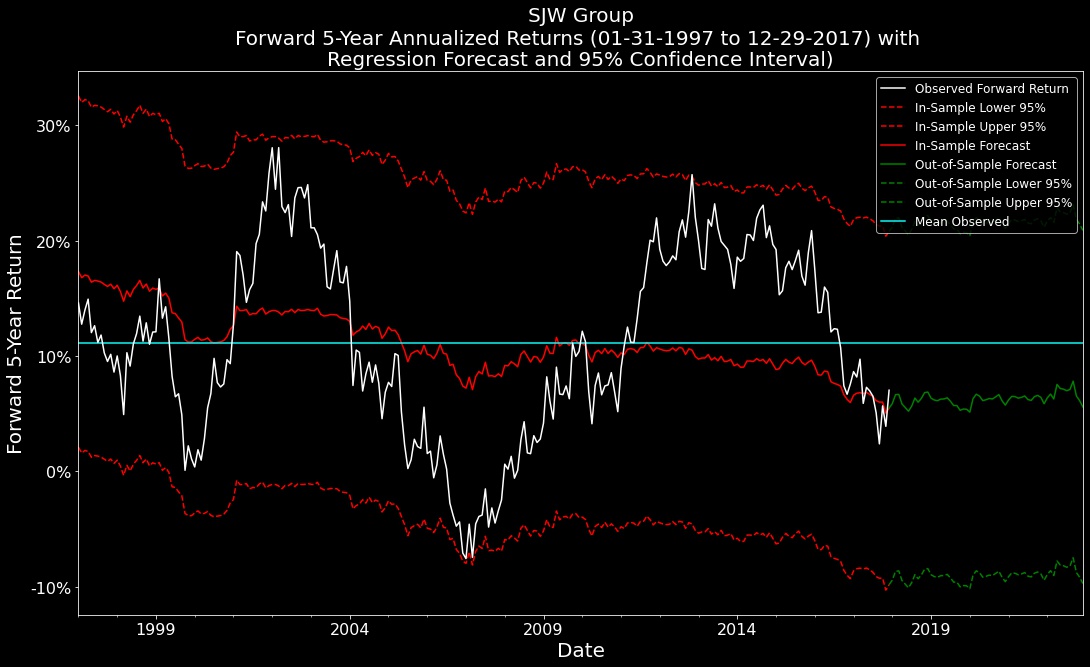 SJW Group
Forward 5-Year Annualized Returns (01-31-1997 to 12-29-2017) with
Regression Forecast and 95% Confidence Interval)
Observed Forward Return
In-Sample Lower 95%
In-Sample Upper 95%
In-Sample Forecast
Out-of-Sample Forecast
Out-of-Sample Lower 95%
Out-of-Sample Upper 95%
Mean Observed
Forward 5-Year Return
30%
20%
10%
0%
-10%
1999
2004
2009
2014
2019
Date